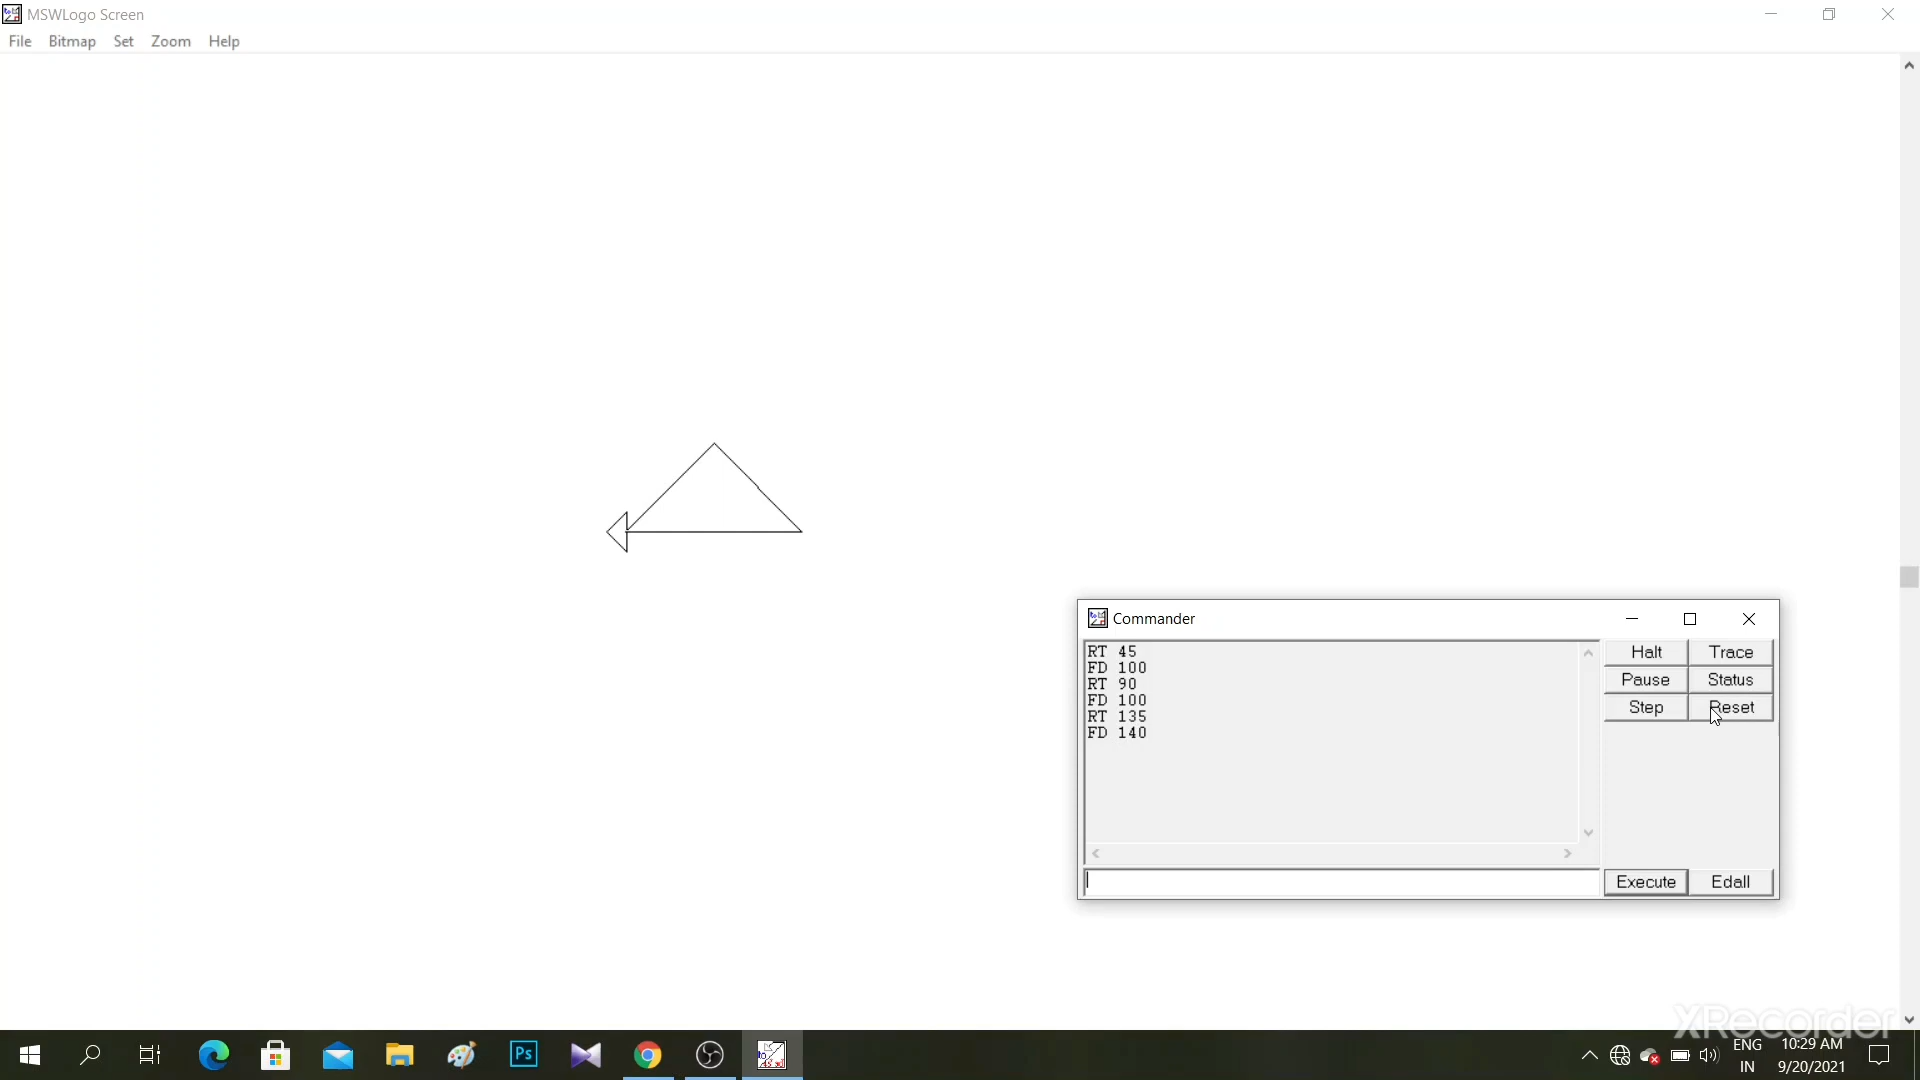 MSWLogo Screen
File Bitmap Set Zoom Help
Commander
RT 45
FD 100
RT 90
FD 100
RT 135
FD 140
Halt Trace
Pause Status
Step Reset
Execute Edall
XRecorder
Ps
ENG 10:29 AM
IN 9/20/2021